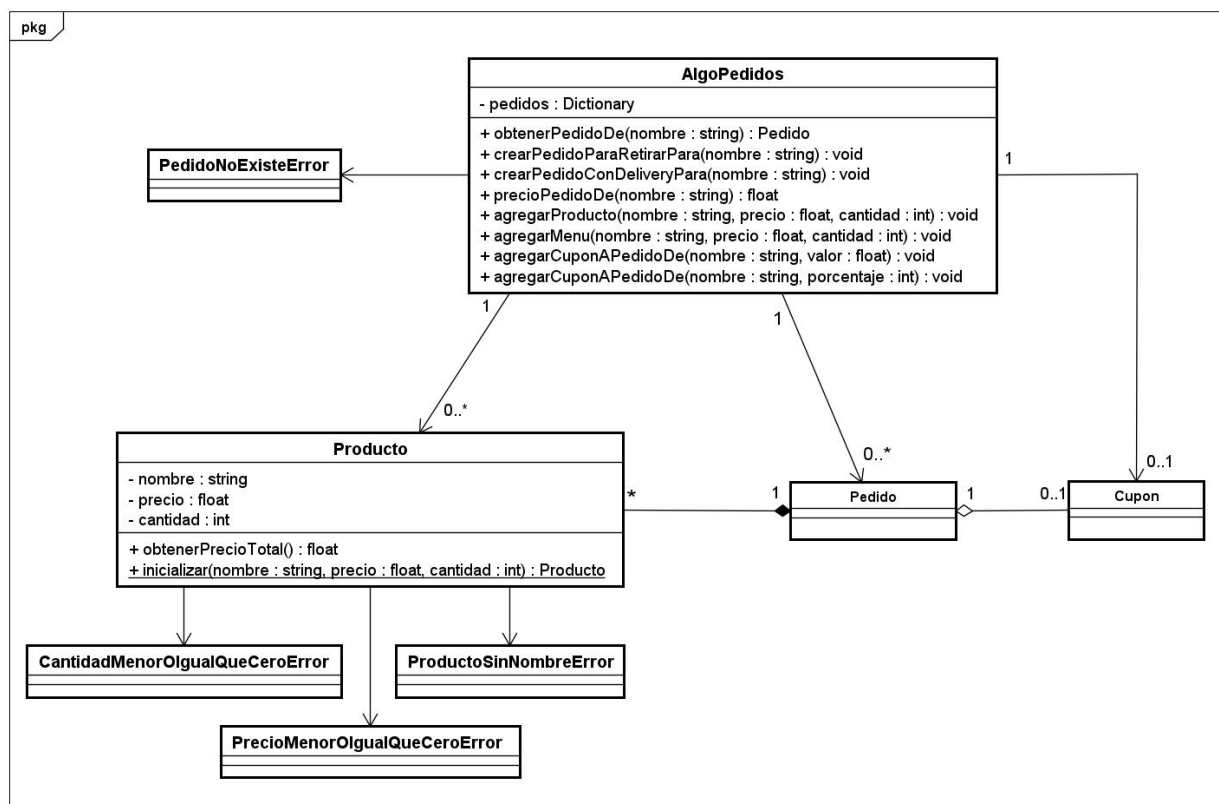 pkg
AlgoPedidos
- pedidos : Dictionary
+ obtenerPedidoDe(nombre : string) : Pedido
+ crearPedidoParaRetirarPara(nombre : string) : void
+ crearPedidoConDeliveryPara(nombre : string) : void
+ precioPedidoDe(nombre : string) : float
+ agregarProducto(nombre : string, precio : float, cantidad : int) : void
+ agregarMenu(nombre : string, precio : float, cantidad : int) : void
+ agregarCuponAPedidoDe(nombre : string, valor : float) : void
+ agregarCuponAPedidoDe(nombre : string, porcentaje : int) : void
PedidoNoExisteError
1
1
1
0..*
0..*
0..1
Producto
- nombre : string
- precio : float
- cantidad : int
+ obtenerPrecioTotal() : float
+ inicializar(nombre : string, precio : float, cantidad : int) : Producto
*
1
Pedido
1
0..1
Cupon
CantidadMenorOIgualQueCeroError
ProductoSinNombreError
PrecioMenorOIgualQueCeroError